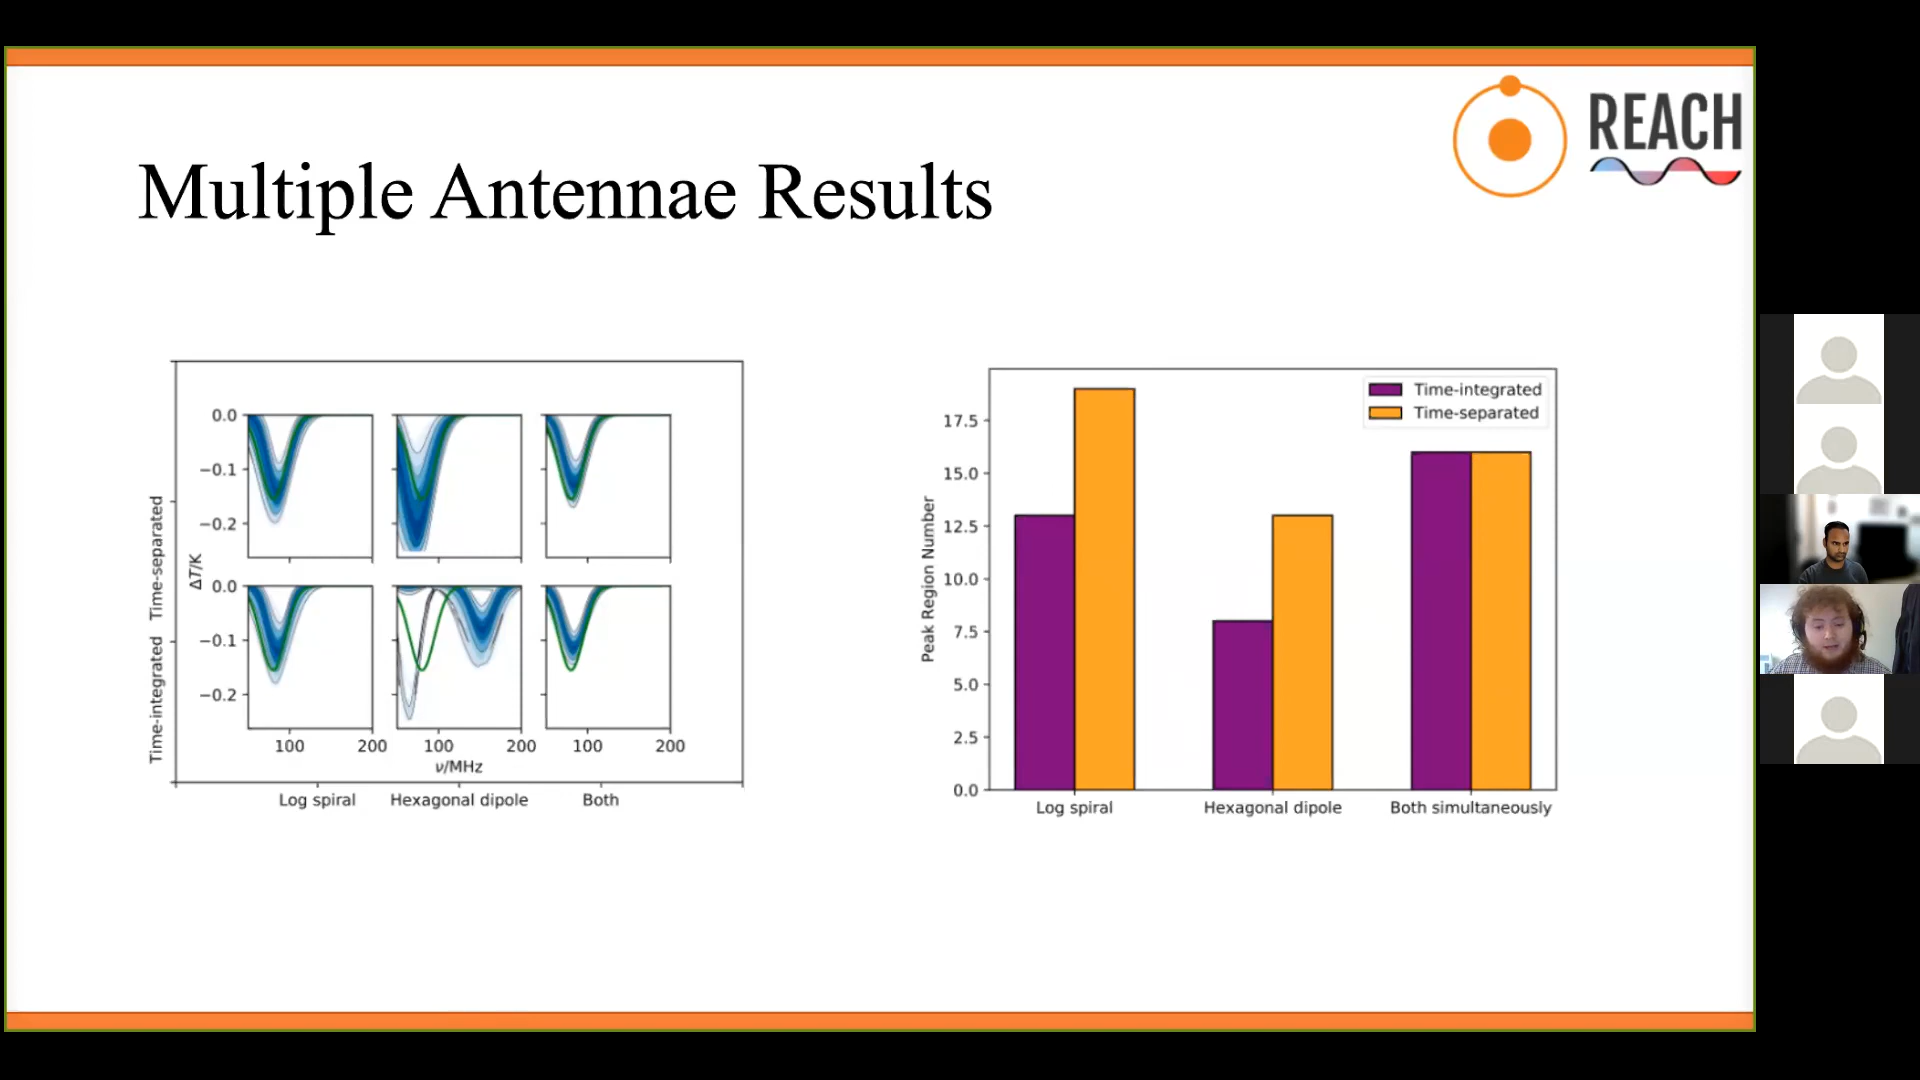 REACH
Multiple Antennae Results
Time-separated
Time-integrated
ΔT/K
0.0
−0.1
−0.2
0.0
−0.1
−0.2
100 200 100 200 100 200
ν/MHz
Log spiral Hexagonal dipole Both
Time-integrated
Time-separated
Peak Region Number
17.5
15.0
12.5
10.0
7.5
5.0
2.5
0.0
Log spiral Hexagonal dipole Both simultaneously